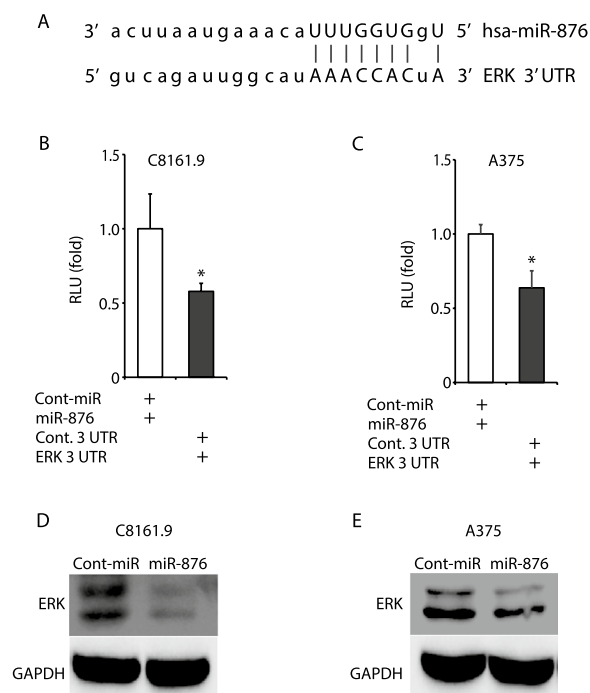 A
3’ a c u u a a u g a a a c a U U U G G U G g U 5’ hsa-miR-876
5’ g u c a g a u u g g c a u A A A C C A C u A 3’ ERK 3’UTR
B
C8161.9
1.5
1.0
0.5
0
RLU (fold)
*
Cont-miR +
miR-876 +
Cont. 3 UTR +
ERK 3 UTR +
C
A375
1.5
1.0
0.5
0
RLU (fold)
*
Cont-miR +
miR-876 +
Cont. 3 UTR +
ERK 3 UTR +
D
C8161.9
Cont-miR miR-876
ERK
GAPDH
E
A375
Cont-miR miR-876
ERK
GAPDH